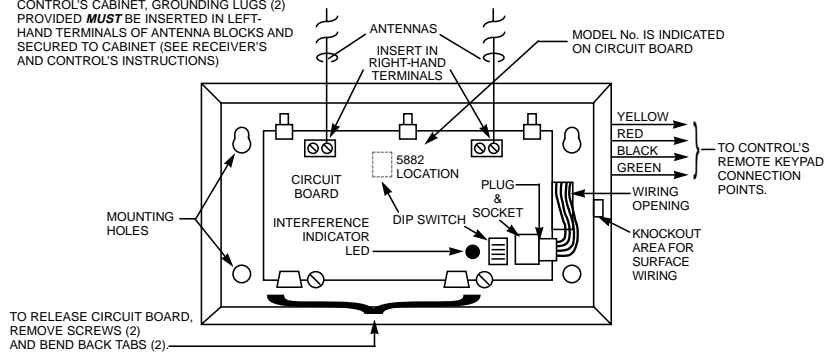 CONTROL'S CABINET, GROUNDING LUGS (2)
PROVIDED MUST BE INSERTED IN LEFT-
HAND TERMINALS OF ANTENNA BLOCKS AND
SECURED TO CABINET (SEE RECEIVER'S
AND CONTROL'S INSTRUCTIONS)
ANTENNAS
INSERT IN
RIGHT-HAND
TERMINALS
MODEL No. IS INDICATED
ON CIRCUIT BOARD
YELLOW
RED
BLACK
GREEN
TO CONTROL'S
REMOTE KEYPAD
CONNECTION
POINTS.
5882
LOCATION
CIRCUIT
BOARD
PLUG
&
SOCKET
WIRING
OPENING
MOUNTING
HOLES
DIP SWITCH
INTERFERENCE
INDICATOR
LED
KNOCKOUT
AREA FOR
SURFACE
WIRING
TO RELEASE CIRCUIT BOARD,
REMOVE SCREWS (2)
AND BEND BACK TABS (2).